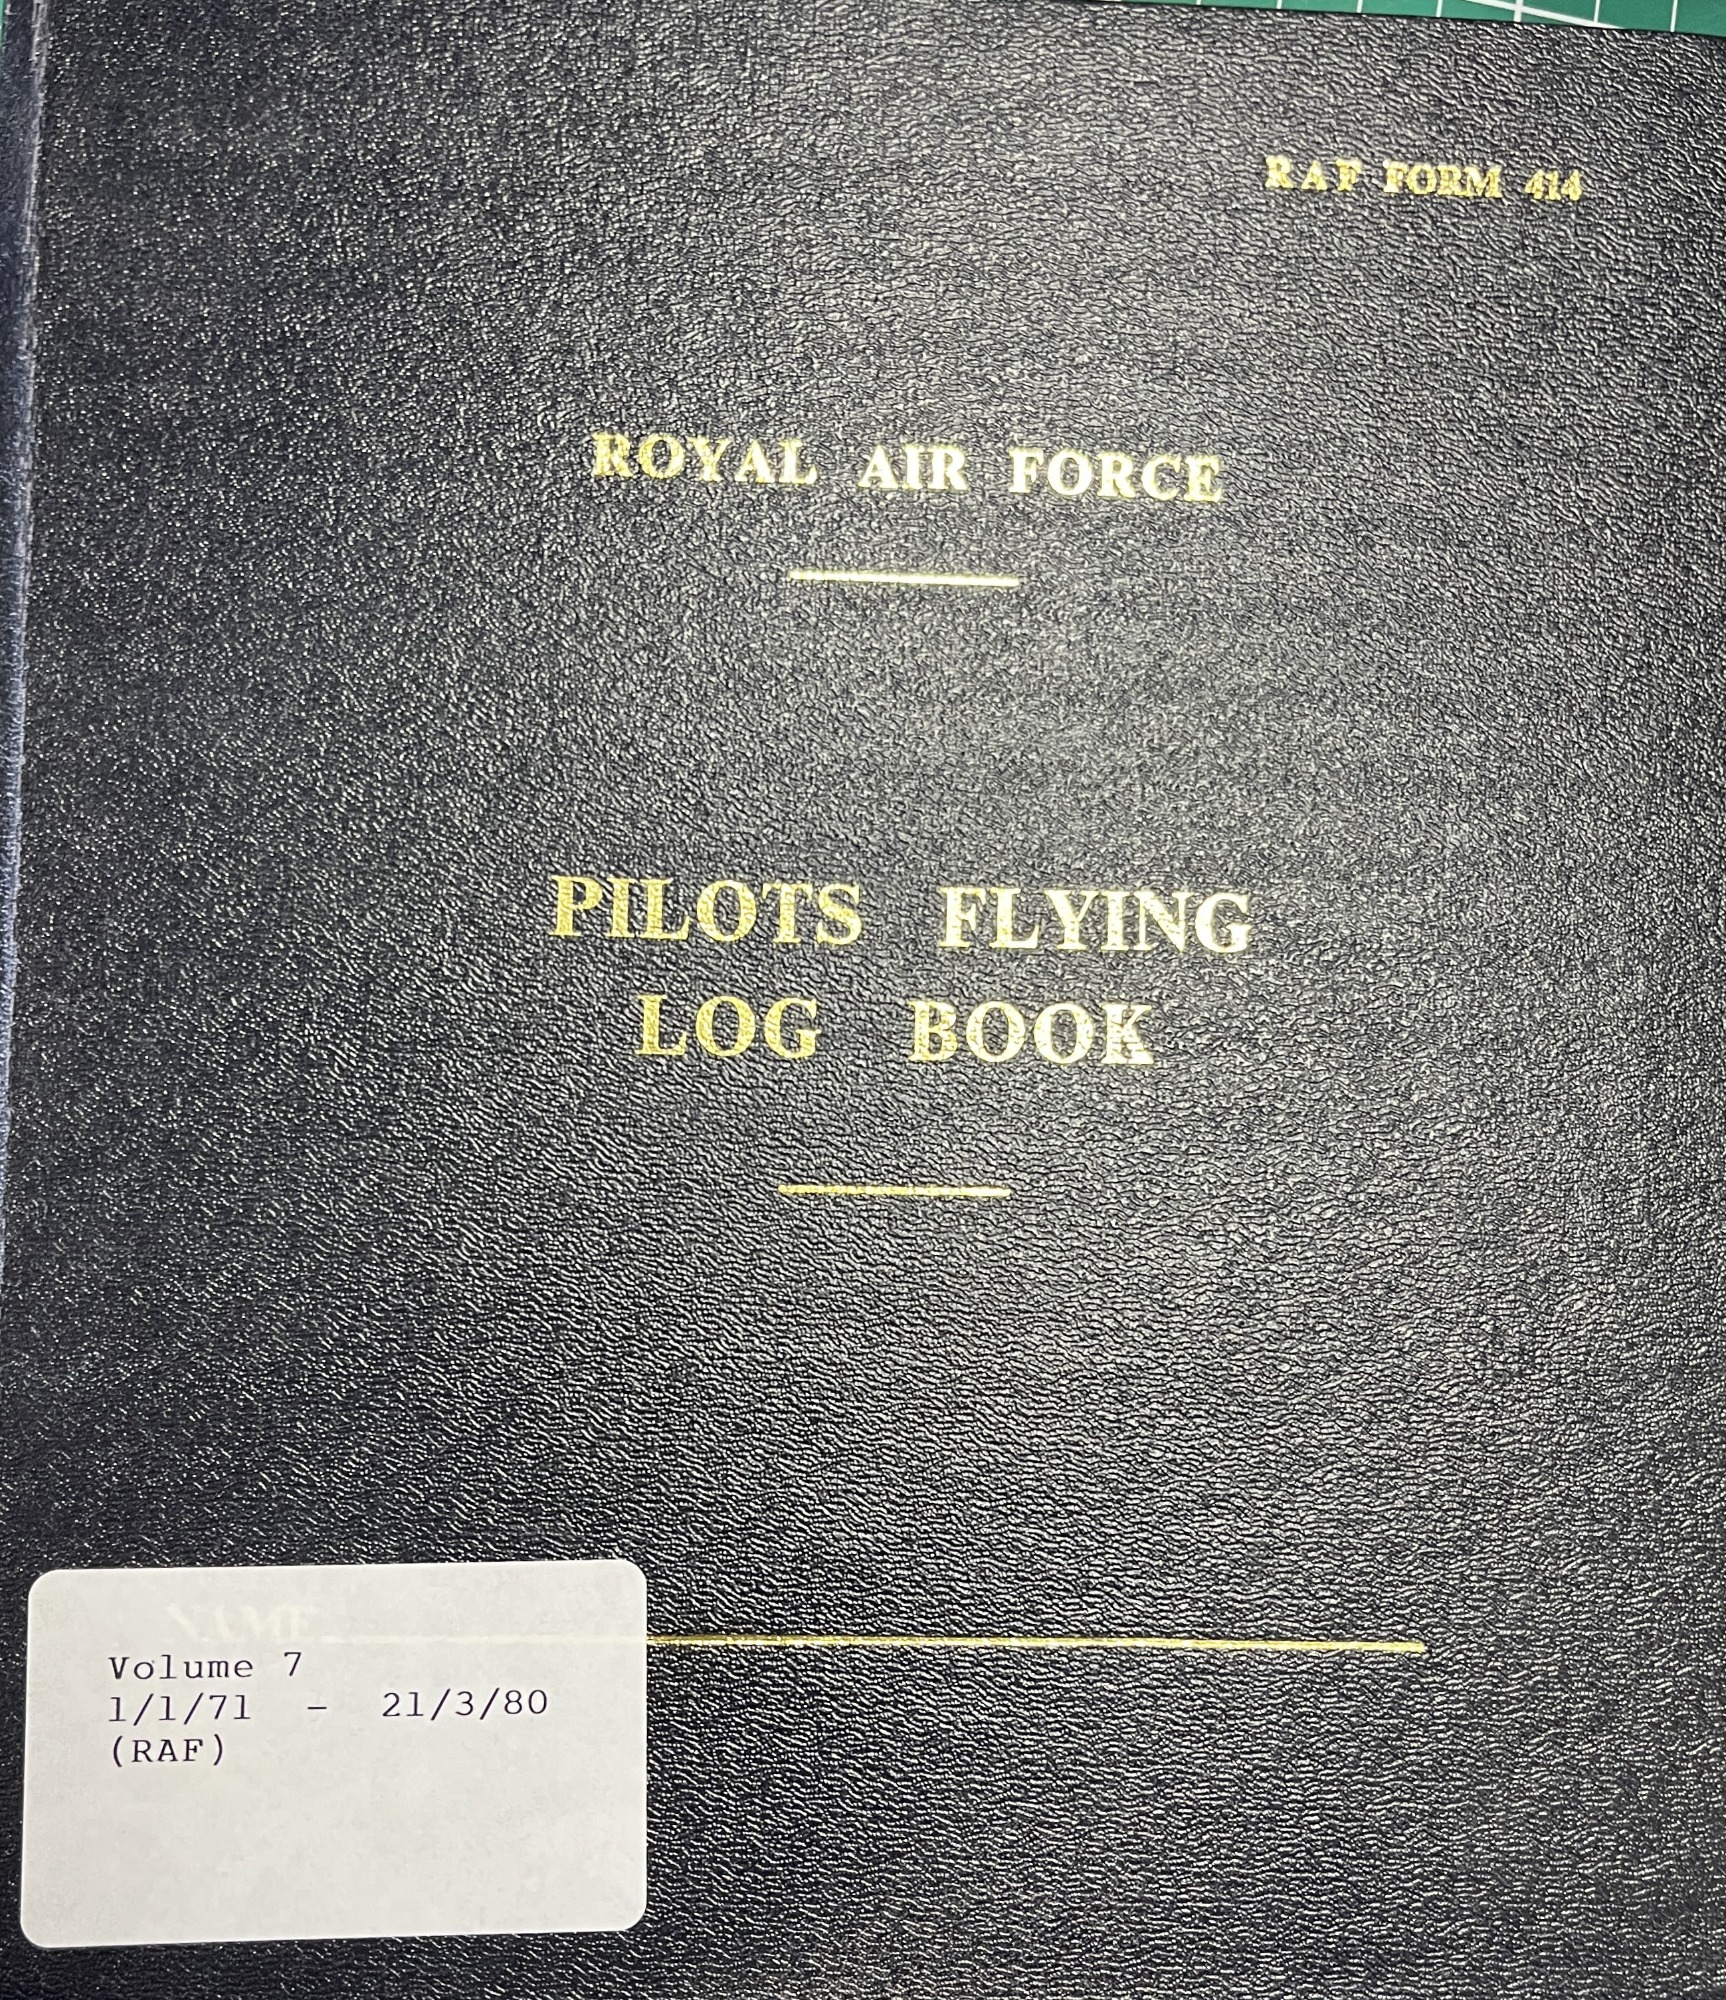 RAF FORM 414
ROYAL AIR FORCE
PILOTS FLYING
LOG BOOK
NAME
Volume 7
1/1/71 - 21/3/80
(RAF)